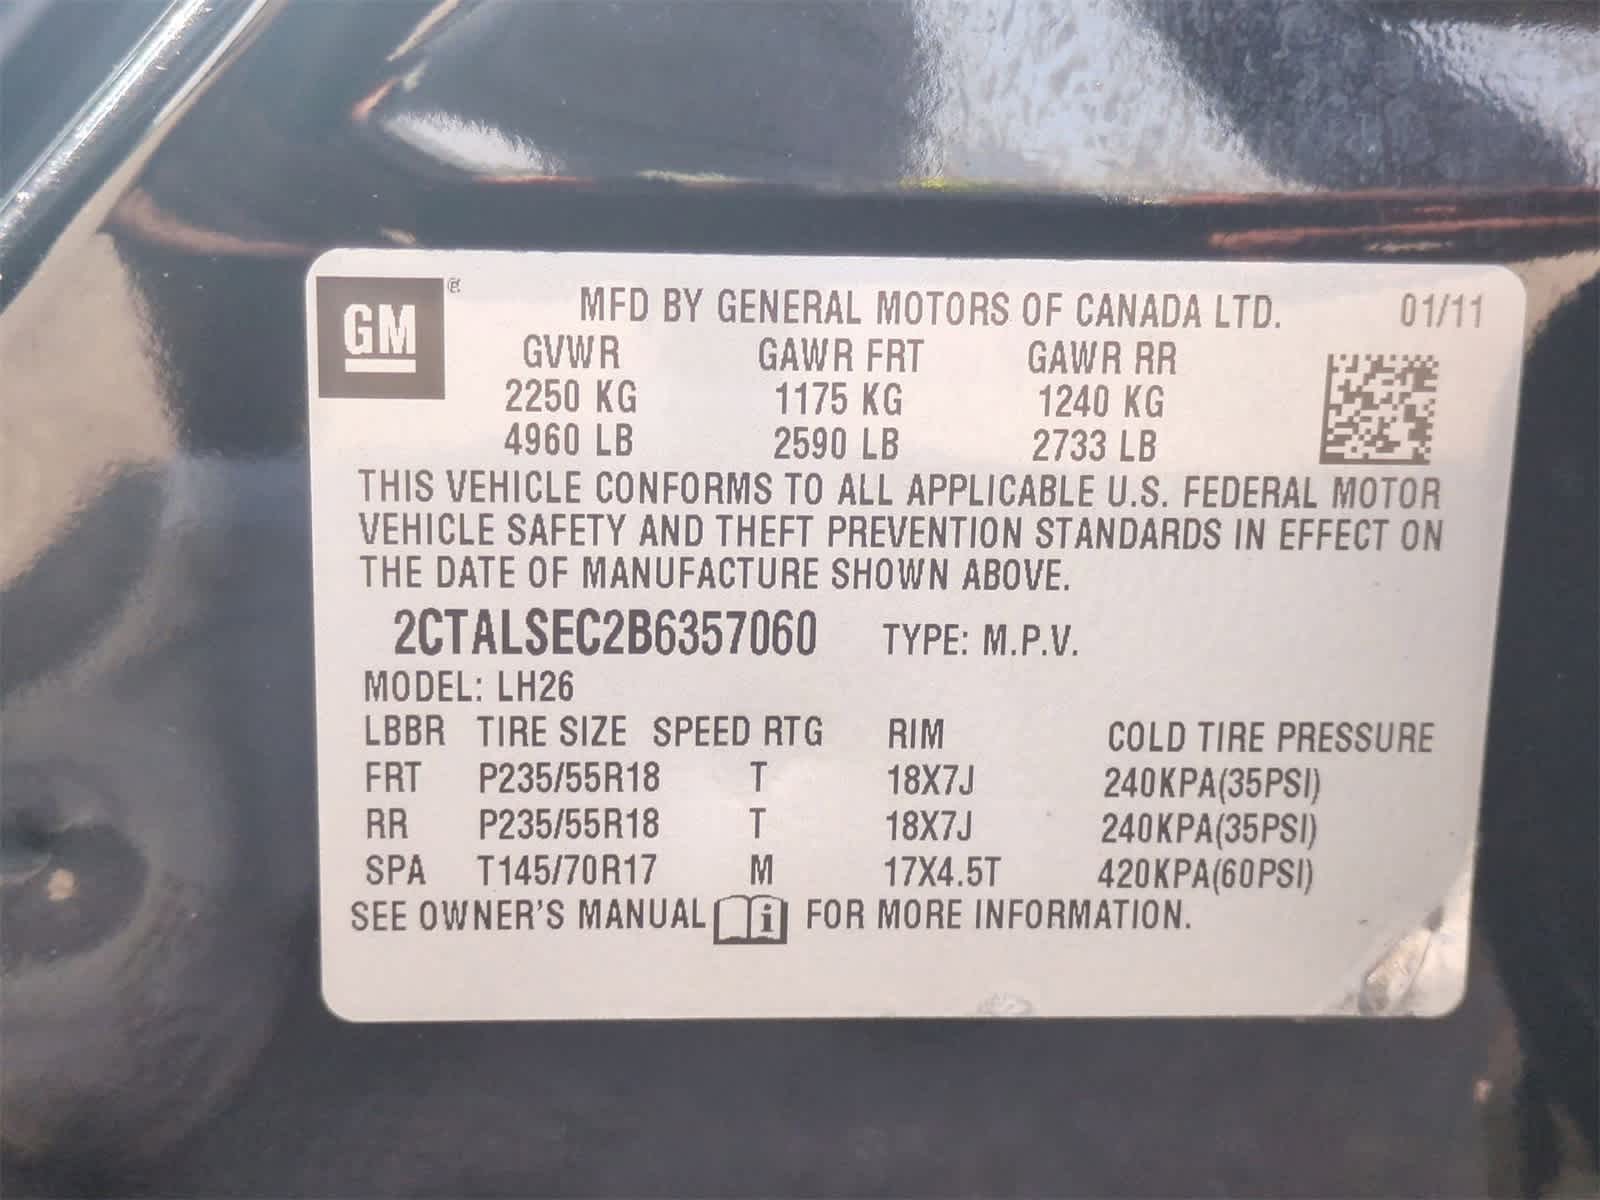 GM ®
MFD BY GENERAL MOTORS OF CANADA LTD. 01/11
GVWR GAWR FRT GAWR RR
2250 KG 1175 KG 1240 KG
4960 LB 2590 LB 2733 LB
THIS VEHICLE CONFORMS TO ALL APPLICABLE U.S. FEDERAL MOTOR
VEHICLE SAFETY AND THEFT PREVENTION STANDARDS IN EFFECT ON
THE DATE OF MANUFACTURE SHOWN ABOVE.
2CTALSEC2B6357060 TYPE: M.P.V.
MODEL: LH26
LBBR TIRE SIZE SPEED RTG RIM COLD TIRE PRESSURE
FRT P235/55R18 T 18X7J 240KPA(35PSI)
RR P235/55R18 T 18X7J 240KPA(35PSI)
SPA T145/70R17 M 17X4.5T 420KPA(60PSI)
SEE OWNER'S MANUAL i FOR MORE INFORMATION.